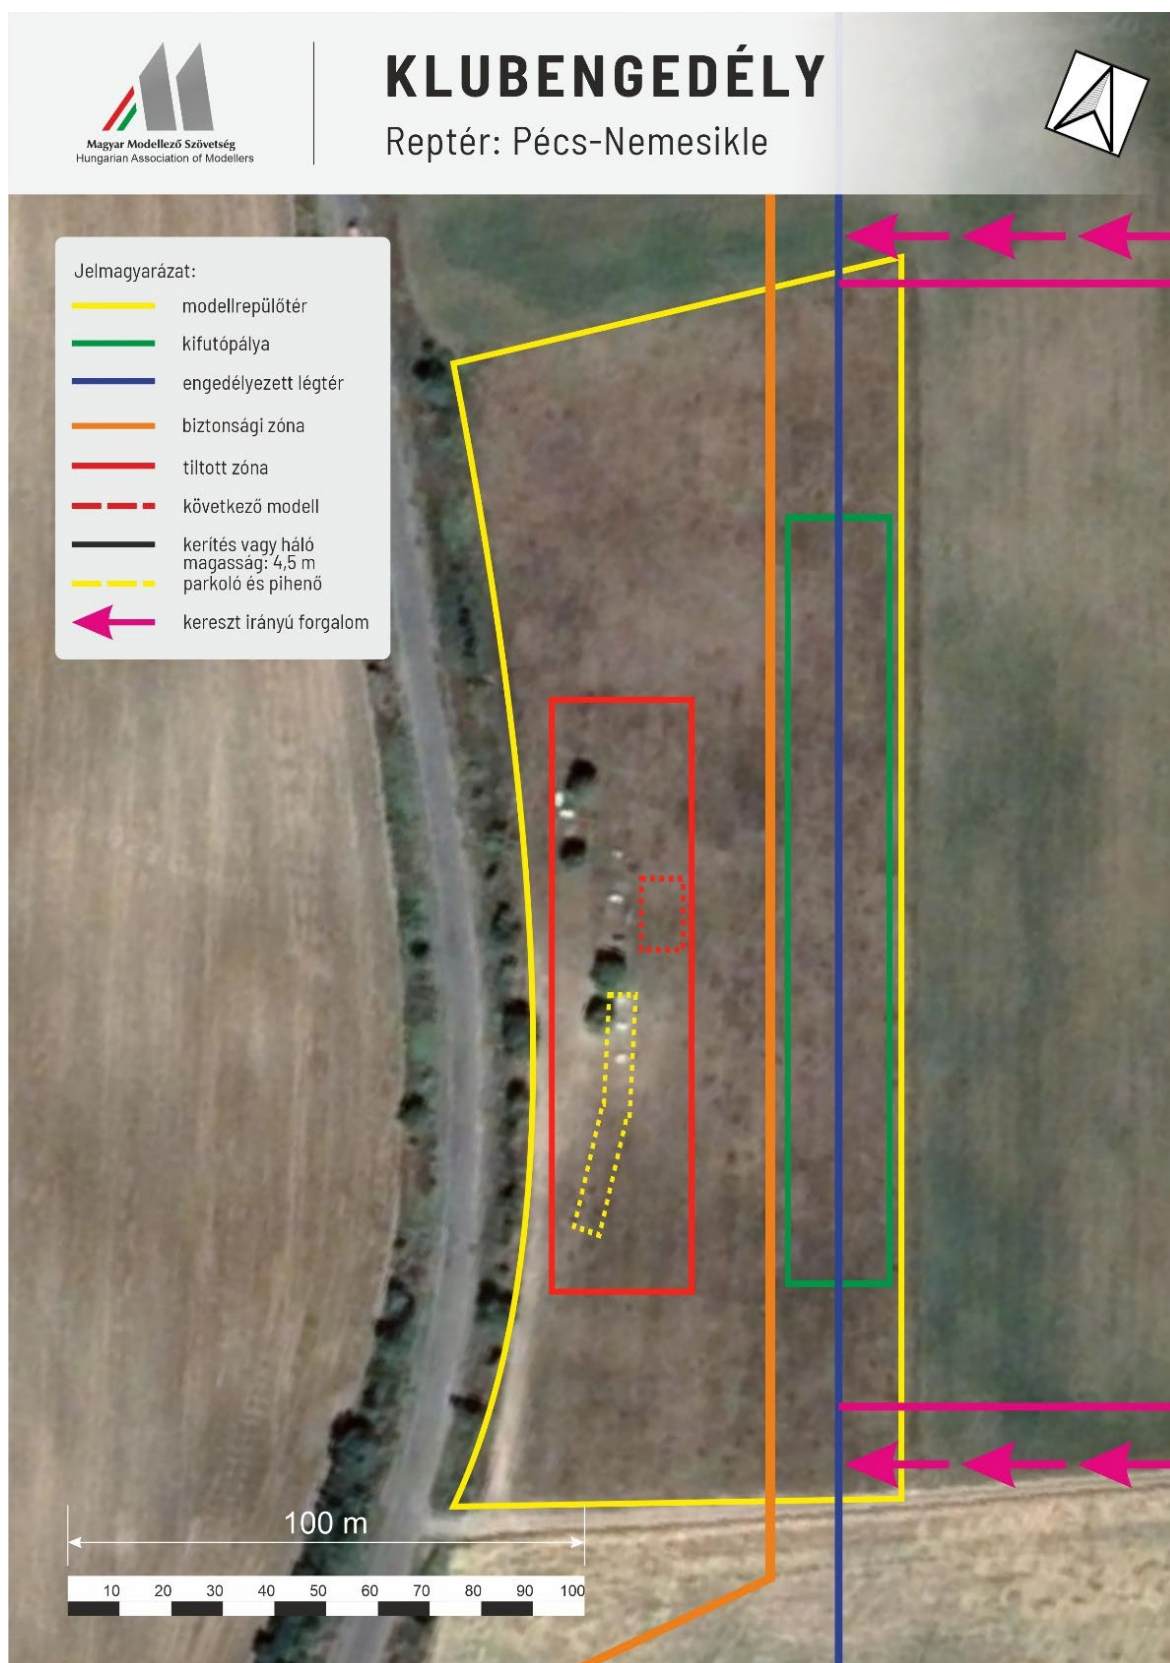 KLUBENGEDÉLY
Reptér: Pécs-Nemesikle
Magyar Modellező Szövetség
Hungarian Association of Modellers
Jelmagyarázat:
modellrepülőtér
kifutópálya
engedélyezett légtér
biztonsági zóna
tiltott zóna
következő modell
kerítés vagy háló
magasság: 4,5 m
parkoló és pihenő
kereszt irányú forgalom
100 m
10 20 30 40 50 60 70 80 90 100